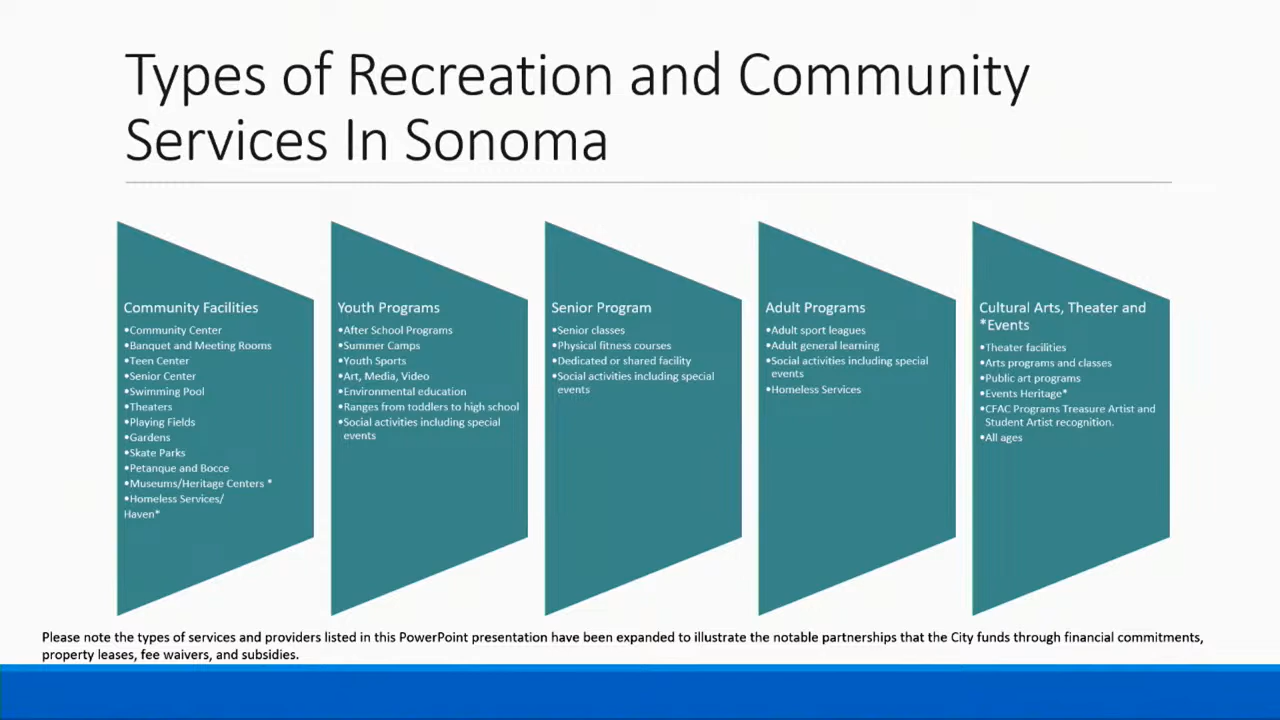 Types of Recreation and Community
Services In Sonoma
Community Facilities
•Community Center
•Banquet and Meeting Rooms
•Teen Center
•Senior Center
•Swimming Pool
•Theaters
•Playing Fields
•Gardens
•Skate Parks
•Petanque and Bocce
•Museums/Heritage Centers *
•Homeless Services/
Haven*
Youth Programs
•After School Programs
•Summer Camps
•Youth Sports
•Art, Media, Video
•Environmental education
•Ranges from toddlers to high school
•Social activities including special
events
Senior Program
•Senior classes
•Physical fitness courses
•Dedicated or shared facility
•Social activities including special
events
Adult Programs
•Adult sport leagues
•Adult general learning
•Social activities including special
events
•Homeless Services
Cultural Arts, Theater and
*Events
•Theater facilities
•Arts programs and classes
•Public art programs
•Events Heritage*
•CFAC Programs Treasure Artist and
Student Artist recognition.
•All ages
Please note the types of services and providers listed in this PowerPoint presentation have been expanded to illustrate the notable partnerships that the City funds through financial commitments,
property leases, fee waivers, and subsidies.